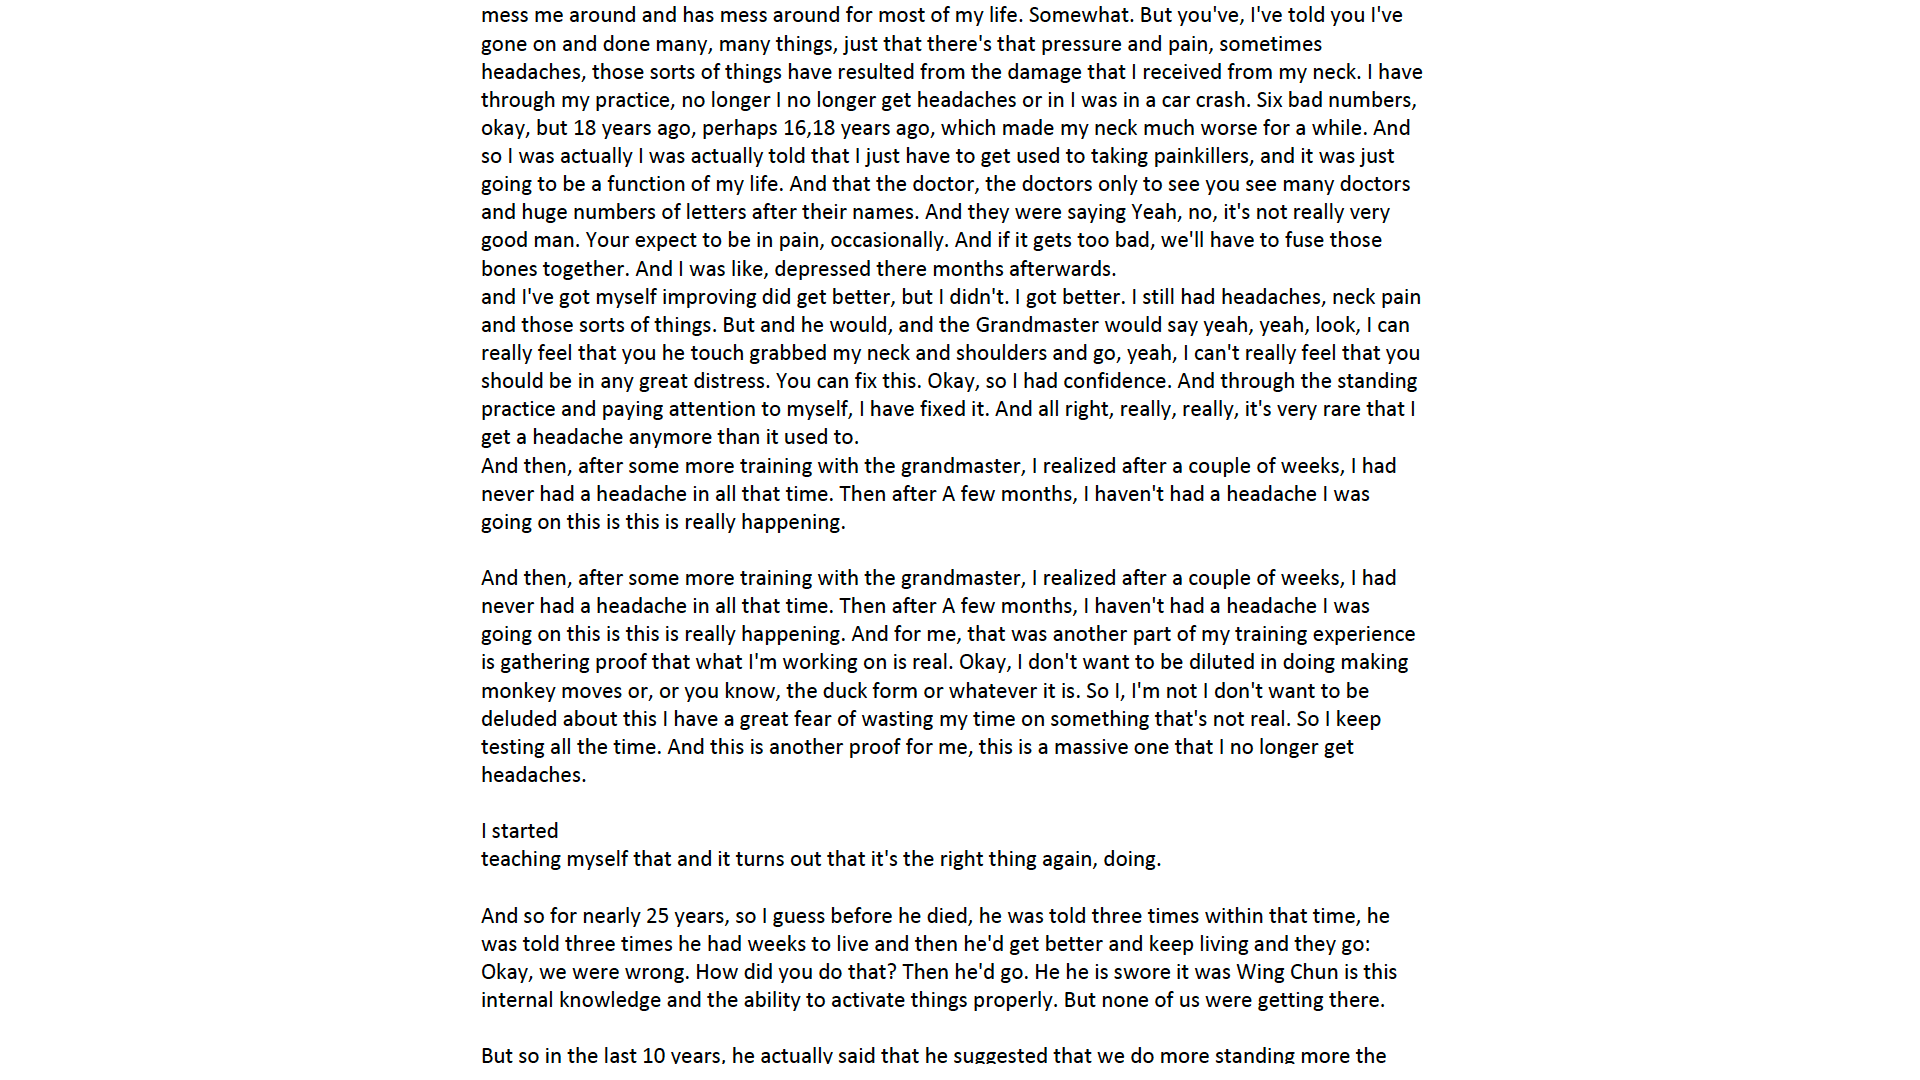 mess me around and has mess around for most of my life. Somewhat. But you've, I've told you I've
gone on and done many, many things, just that there's that pressure and pain, sometimes
headaches, those sorts of things have resulted from the damage that I received from my neck. I have
through my practice, no longer I no longer get headaches or in I was in a car crash. Six bad numbers,
okay, but 18 years ago, perhaps 16,18 years ago, which made my neck much worse for a while. And
so I was actually I was actually told that I just have to get used to taking painkillers, and it was just
going to be a function of my life. And that the doctor, the doctors only to see you see many doctors
and huge numbers of letters after their names. And they were saying Yeah, no, it's not really very
good man. Your expect to be in pain, occasionally. And if it gets too bad, we'll have to fuse those
bones together. And I was like, depressed there months afterwards.
and I've got myself improving did get better, but I didn't. I got better. I still had headaches, neck pain
and those sorts of things. But and he would, and the Grandmaster would say yeah, yeah, look, I can
really feel that you he touch grabbed my neck and shoulders and go, yeah, I can't really feel that you
should be in any great distress. You can fix this. Okay, so I had confidence. And through the standing
practice and paying attention to myself, I have fixed it. And all right, really, really, it's very rare that I
get a headache anymore than it used to.
And then, after some more training with the grandmaster, I realized after a couple of weeks, I had
never had a headache in all that time. Then after A few months, I haven't had a headache I was
going on this is this is really happening.
And then, after some more training with the grandmaster, I realized after a couple of weeks, I had
never had a headache in all that time. Then after A few months, I haven't had a headache I was
going on this is this is really happening. And for me, that was another part of my training experience
is gathering proof that what I'm working on is real. Okay, I don't want to be diluted in doing making
monkey moves or, or you know, the duck form or whatever it is. So I, I'm not I don't want to be
deluded about this I have a great fear of wasting my time on something that's not real. So I keep
testing all the time. And this is another proof for me, this is a massive one that I no longer get
headaches.
I started
teaching myself that and it turns out that it's the right thing again, doing.
And so for nearly 25 years, so I guess before he died, he was told three times within that time, he
was told three times he had weeks to live and then he'd get better and keep living and they go:
Okay, we were wrong. How did you do that? Then he'd go. He he is swore it was Wing Chun is this
internal knowledge and the ability to activate things properly. But none of us were getting there.
But so in the last 10 years, he actually said that he suggested that we do more standing more the